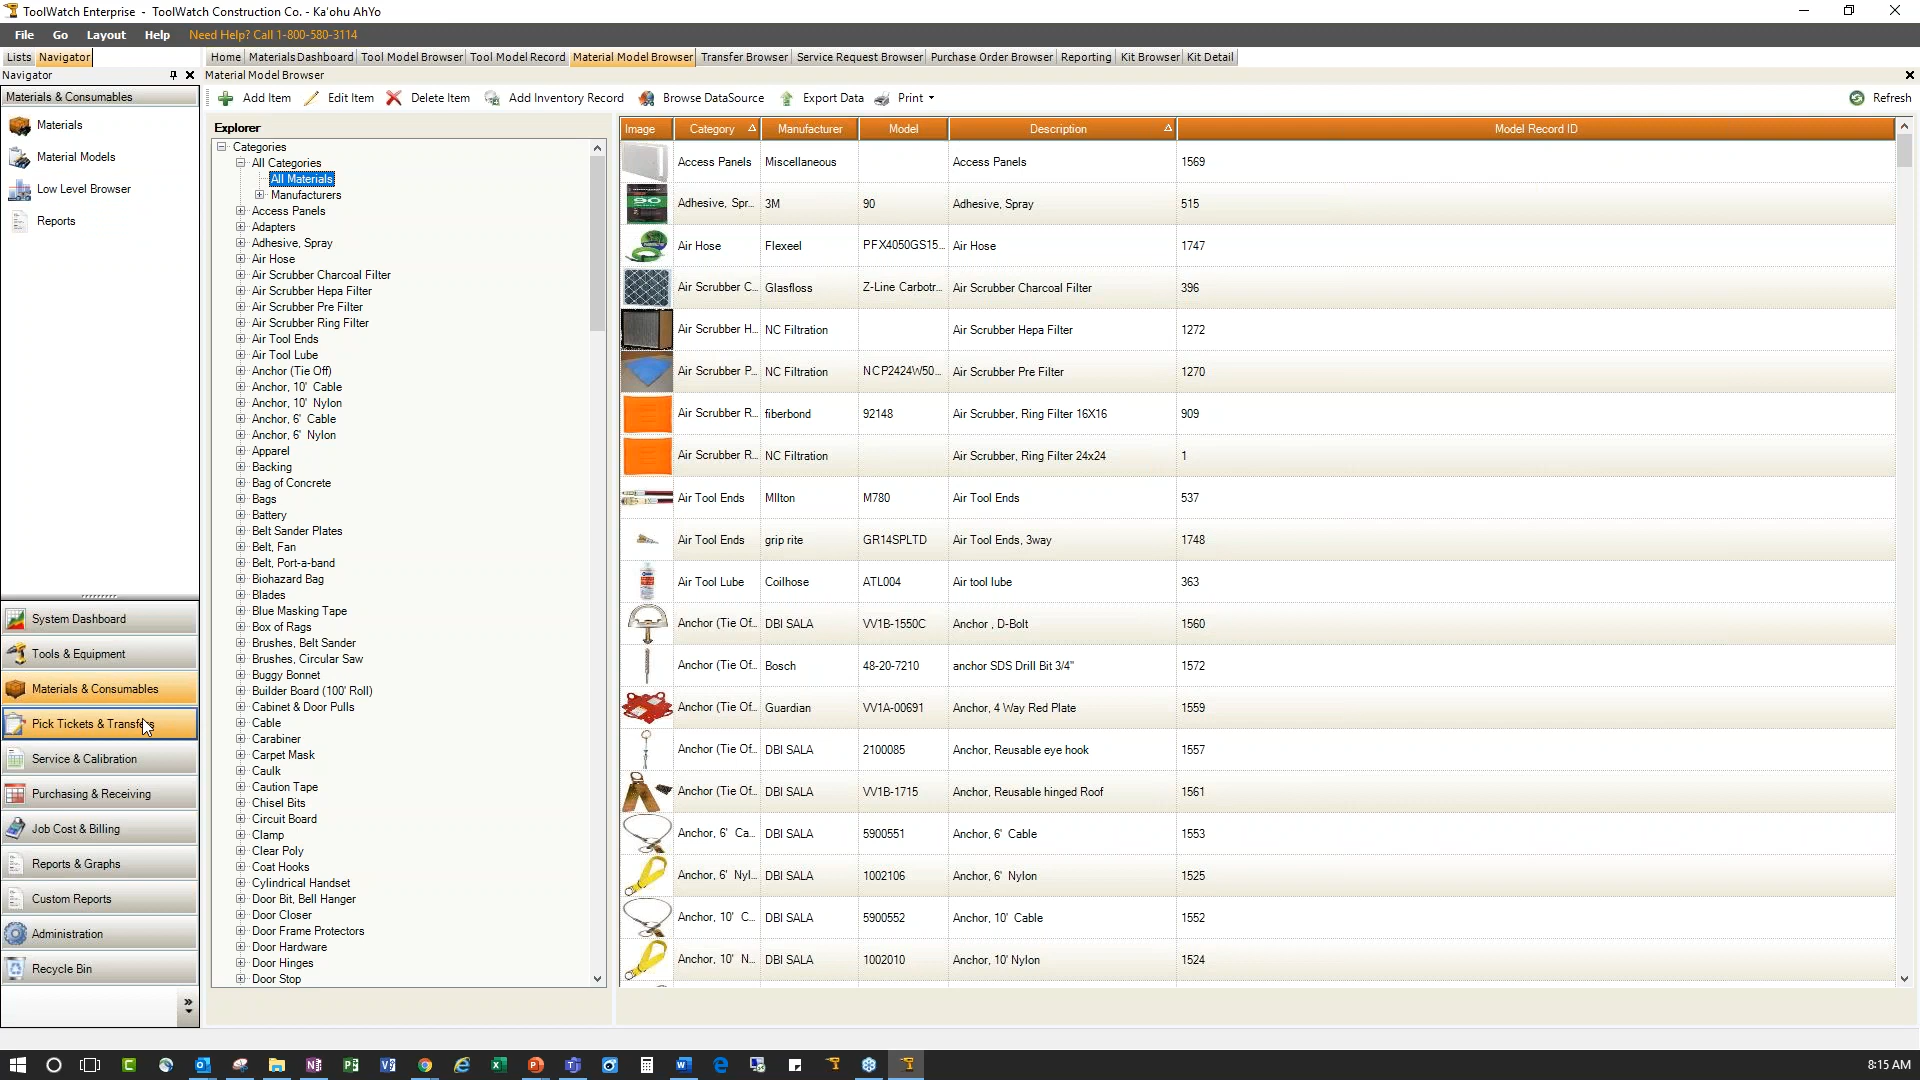 ToolWatch Enterprise - ToolWatch Construction Co. - Ka'ohu AhYo
File Go Layout Help Need Help? Call 1-800-580-3114
Lists Navigator Home Materials Dashboard Tool Model Browser Tool Model Record Material Model Browser Transfer Browser Service Request Browser Purchase Order Browser Reporting Kit Browser Kit Detail
Navigator
Material Model Browser
Materials & Consumables
Materials
Material Models
Low Level Browser
Reports
System Dashboard
Tools & Equipment
Materials & Consumables
Pick Tickets & Transfers
Service & Calibration
Purchasing & Receiving
Job Cost & Billing
Reports & Graphs
Custom Reports
Administration
Recycle Bin
Add Item Edit Item Delete Item Add Inventory Record Browse DataSource Export Data Print Refresh
Explorer
Categories
All Categories
All Materials
Manufacturers
Access Panels
Adapters
Adhesive, Spray
Air Hose
Air Scrubber Charcoal Filter
Air Scrubber Hepa Filter
Air Scrubber Pre Filter
Air Scrubber Ring Filter
Air Tool Ends
Air Tool Lube
Anchor (Tie Off)
Anchor, 10' Cable
Anchor, 10' Nylon
Anchor, 6' Cable
Anchor, 6' Nylon
Apparel
Backing
Bag of Concrete
Bags
Battery
Belt Sander Plates
Belt, Fan
Belt, Port-a-band
Biohazard Bag
Blades
Blue Masking Tape
Box of Rags
Brushes, Belt Sander
Brushes, Circular Saw
Buggy Bonnet
Builder Board (100' Roll)
Cabinet & Door Pulls
Cable
Carabiner
Carpet Mask
Caulk
Caution Tape
Chisel Bits
Circuit Board
Clamp
Clear Poly
Coat Hooks
Cylindrical Handset
Door Bit, Bell Hanger
Door Closer
Door Frame Protectors
Door Hardware
Door Hinges
Door Stop
Image Category Manufacturer Model Description Model Record ID
Access Panels Miscellaneous Access Panels 1569
Adhesive, Spr... 3M 90 Adhesive, Spray 515
Air Hose Flexeel PFX4050GS15... Air Hose 1747
Air Scrubber C... Glasfloss Z-Line Carbotr... Air Scrubber Charcoal Filter 396
Air Scrubber H... NC Filtration Air Scrubber Hepa Filter 1272
Air Scrubber P... NC Filtration NCP2424W50... Air Scrubber Pre Filter 1270
Air Scrubber R... fiberbond 92148 Air Scrubber, Ring Filter 16X16 909
Air Scrubber R... NC Filtration Air Scrubber, Ring Filter 24x24 1
Air Tool Ends MIlton M780 Air Tool Ends 537
Air Tool Ends grip rite GR14SPLTD Air Tool Ends, 3way 1748
Air Tool Lube Coilhose ATL004 Air tool lube 363
Anchor (Tie Of... DBI SALA VV1B-1550C Anchor , D-Bolt 1560
Anchor (Tie Of... Bosch 48-20-7210 anchor SDS Drill Bit 3/4" 1572
Anchor (Tie Of... Guardian VV1A-00691 Anchor, 4 Way Red Plate 1559
Anchor (Tie Of... DBI SALA 2100085 Anchor, Reusable eye hook 1557
Anchor (Tie Of... DBI SALA VV1B-1715 Anchor, Reusable hinged Roof 1561
Anchor, 6' Ca... DBI SALA 5900551 Anchor, 6' Cable 1553
Anchor, 6' Nyl... DBI SALA 1002106 Anchor, 6' Nylon 1525
Anchor, 10' C... DBI SALA 5900552 Anchor, 10' Cable 1552
Anchor, 10' N... DBI SALA 1002010 Anchor, 10' Nylon 1524
8:15 AM